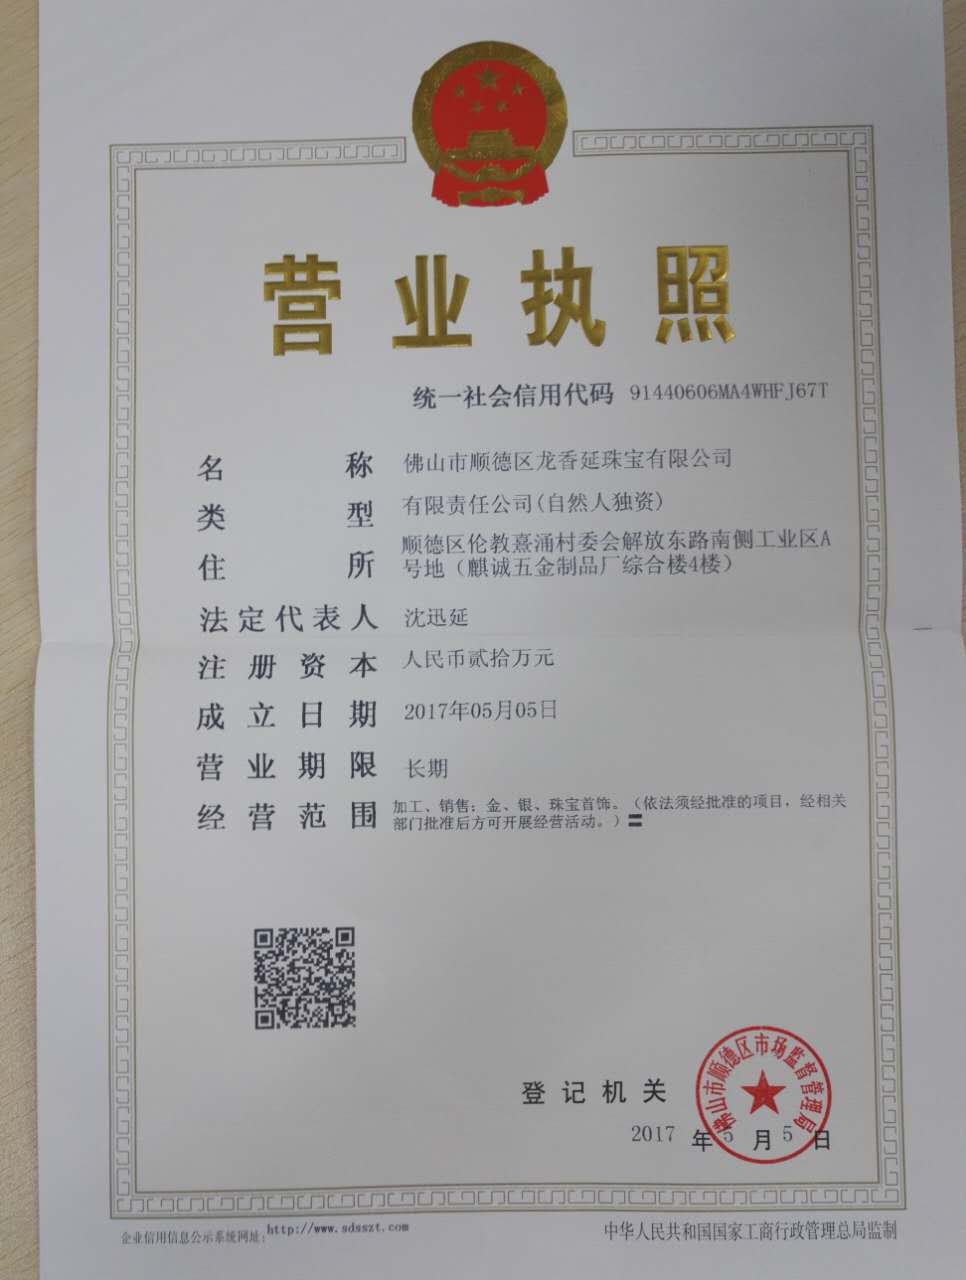 营业执照
统一社会信用代码 91440606MA4WHFJ67T
名称 佛山市顺德区龙香延珠宝有限公司
类型 有限责任公司(自然人独资)
住所 顺德区伦教熹涌村委会解放东路南侧工业区A
号地（麒诚五金制品厂综合楼4楼）
法定代表人 沈迅延
注册资本 人民币贰拾万元
成立日期 2017年05月05日
营业期限 长期
经营范围 加工、销售：金、银、珠宝首饰。（依法须经批准的项目，经相关
部门批准后方可开展经营活动。）〓
登记机关
佛山市顺德区市场监督管理局
2017 年 5 月 5 日
企业信用信息公示系统网址：http://www.sdsszt.com
中华人民共和国国家工商行政管理总局监制